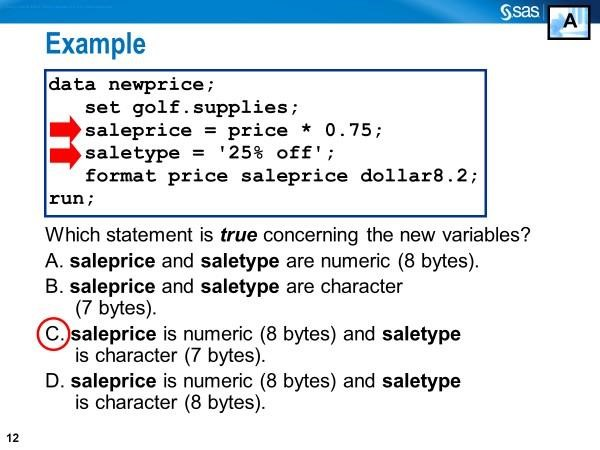 sas
A
Example
data newprice;
set golf.supplies;
saleprice = price * 0.75;
saletype = '25% off';
format price saleprice dollar8.2;
run;
Which statement is true concerning the new variables?
A. saleprice and saletype are numeric (8 bytes).
B. saleprice and saletype are character
(7 bytes).
C. saleprice is numeric (8 bytes) and saletype
is character (7 bytes).
D. saleprice is numeric (8 bytes) and saletype
is character (8 bytes).
12